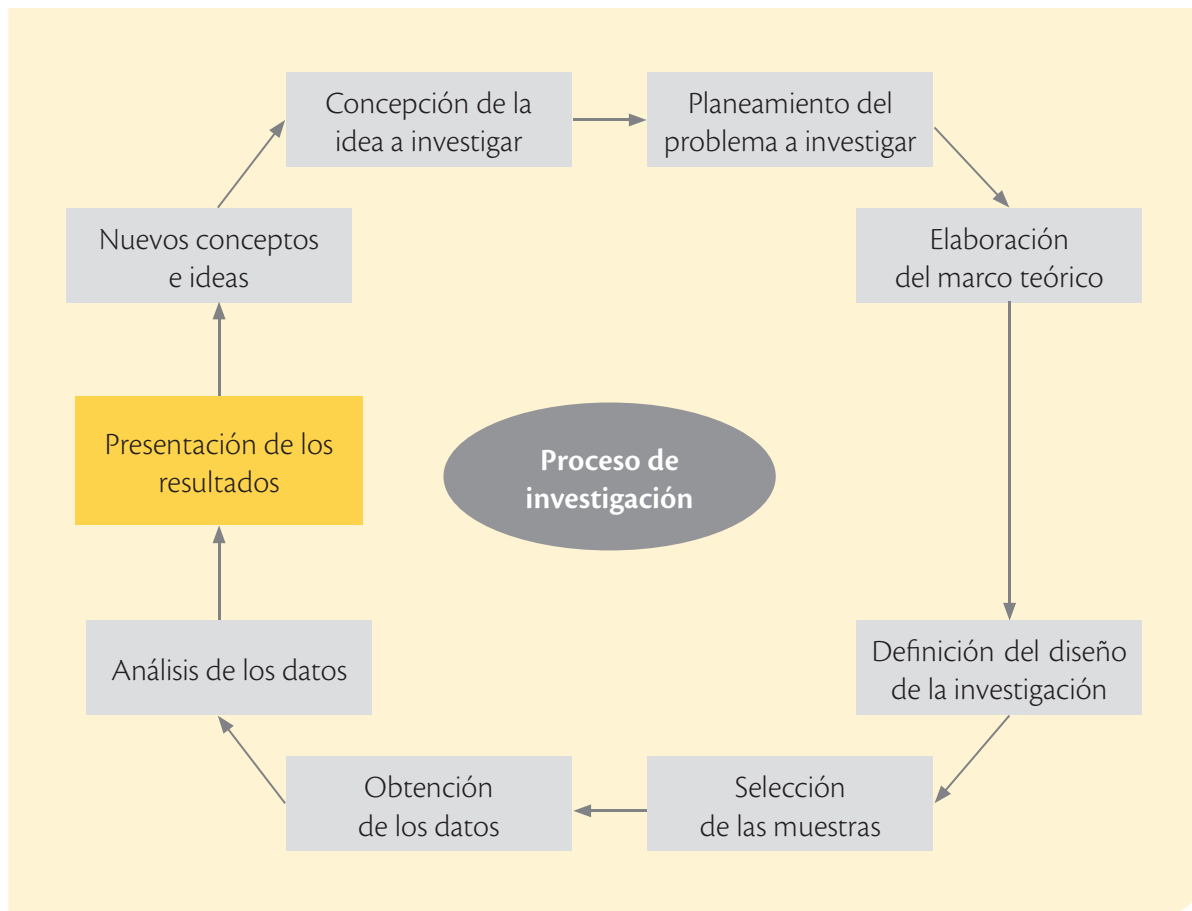 Concepción de la
idea a investigar
Planeamiento del
problema a investigar
Elaboración
del marco teórico
Definición del diseño
de la investigación
Selección
de las muestras
Obtención
de los datos
Análisis de los datos
Presentación de los
resultados
Nuevos conceptos
e ideas
Proceso de
investigación